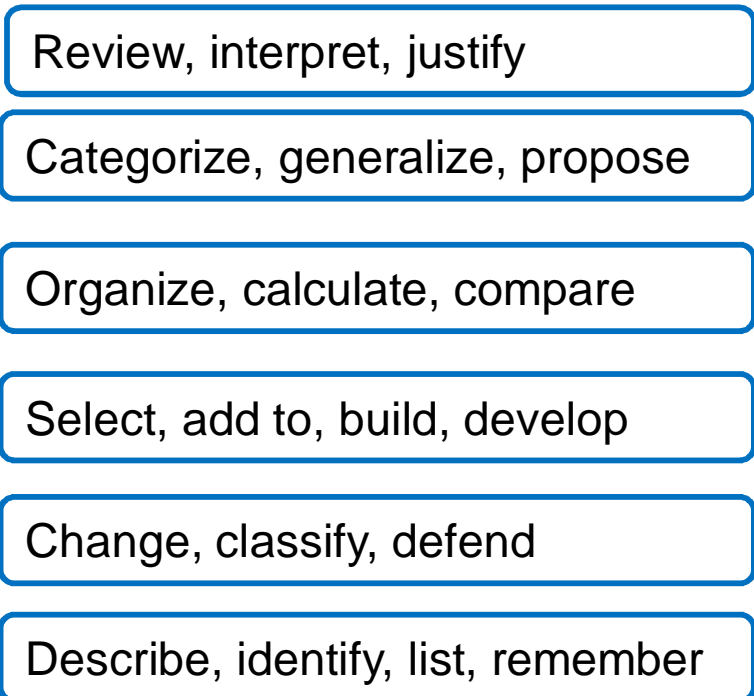 Review, interpret, justify
Categorize, generalize, propose
Organize, calculate, compare
Select, add to, build, develop
Change, classify, defend
Describe, identify, list, remember